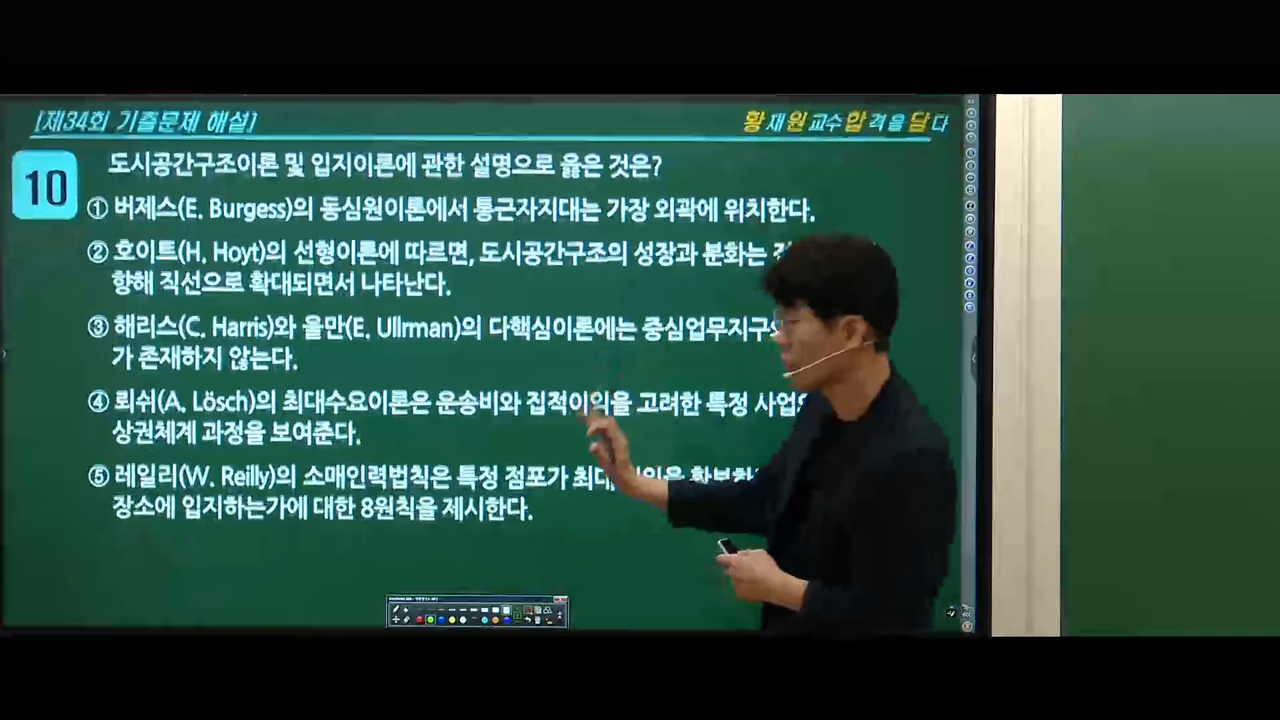 [제34회 기출문제 해설]
황재원 교수 합격을 담다
10
도시공간구조이론 및 입지이론에 관한 설명으로 옳은 것은?
① 버제스(E. Burgess)의 동심원이론에서 통근자지대는 가장 외곽에 위치한다.
② 호이트(H. Hoyt)의 선형이론에 따르면, 도시공간구조의 성장과 분화는
향해 직선으로 확대되면서 나타난다.
③ 해리스(C. Harris)와 울만(E. Ullrman)의 다핵심이론에는 중심업무지구와
가 존재하지 않는다.
④ 뢰쉬(A. Lösch)의 최대수요이론은 운송비와 집적이익을 고려한 특정 사업의
상권체계 과정을 보여준다.
⑤ 레일리(W. Reilly)의 소매인력법칙은 특정 점포가 최대
장소에 입지하는가에 대한 8원칙을 제시한다.